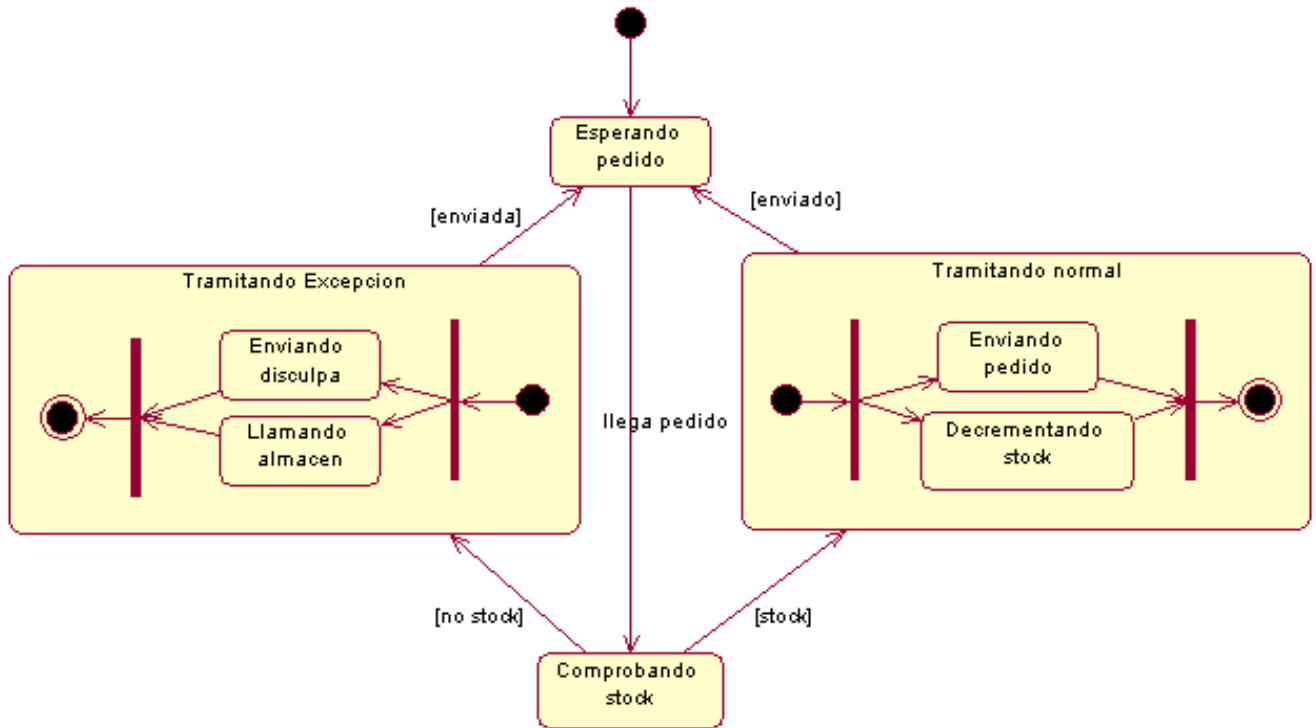 Esperando
pedido
[enviada]
[enviado]
Tramitando Excepcion
Tramitando normal
Enviando
disculpa
Llamando
almacen
llega pedido
Enviando
pedido
Decrementando
stock
[no stock]
[stock]
Comprobando
stock